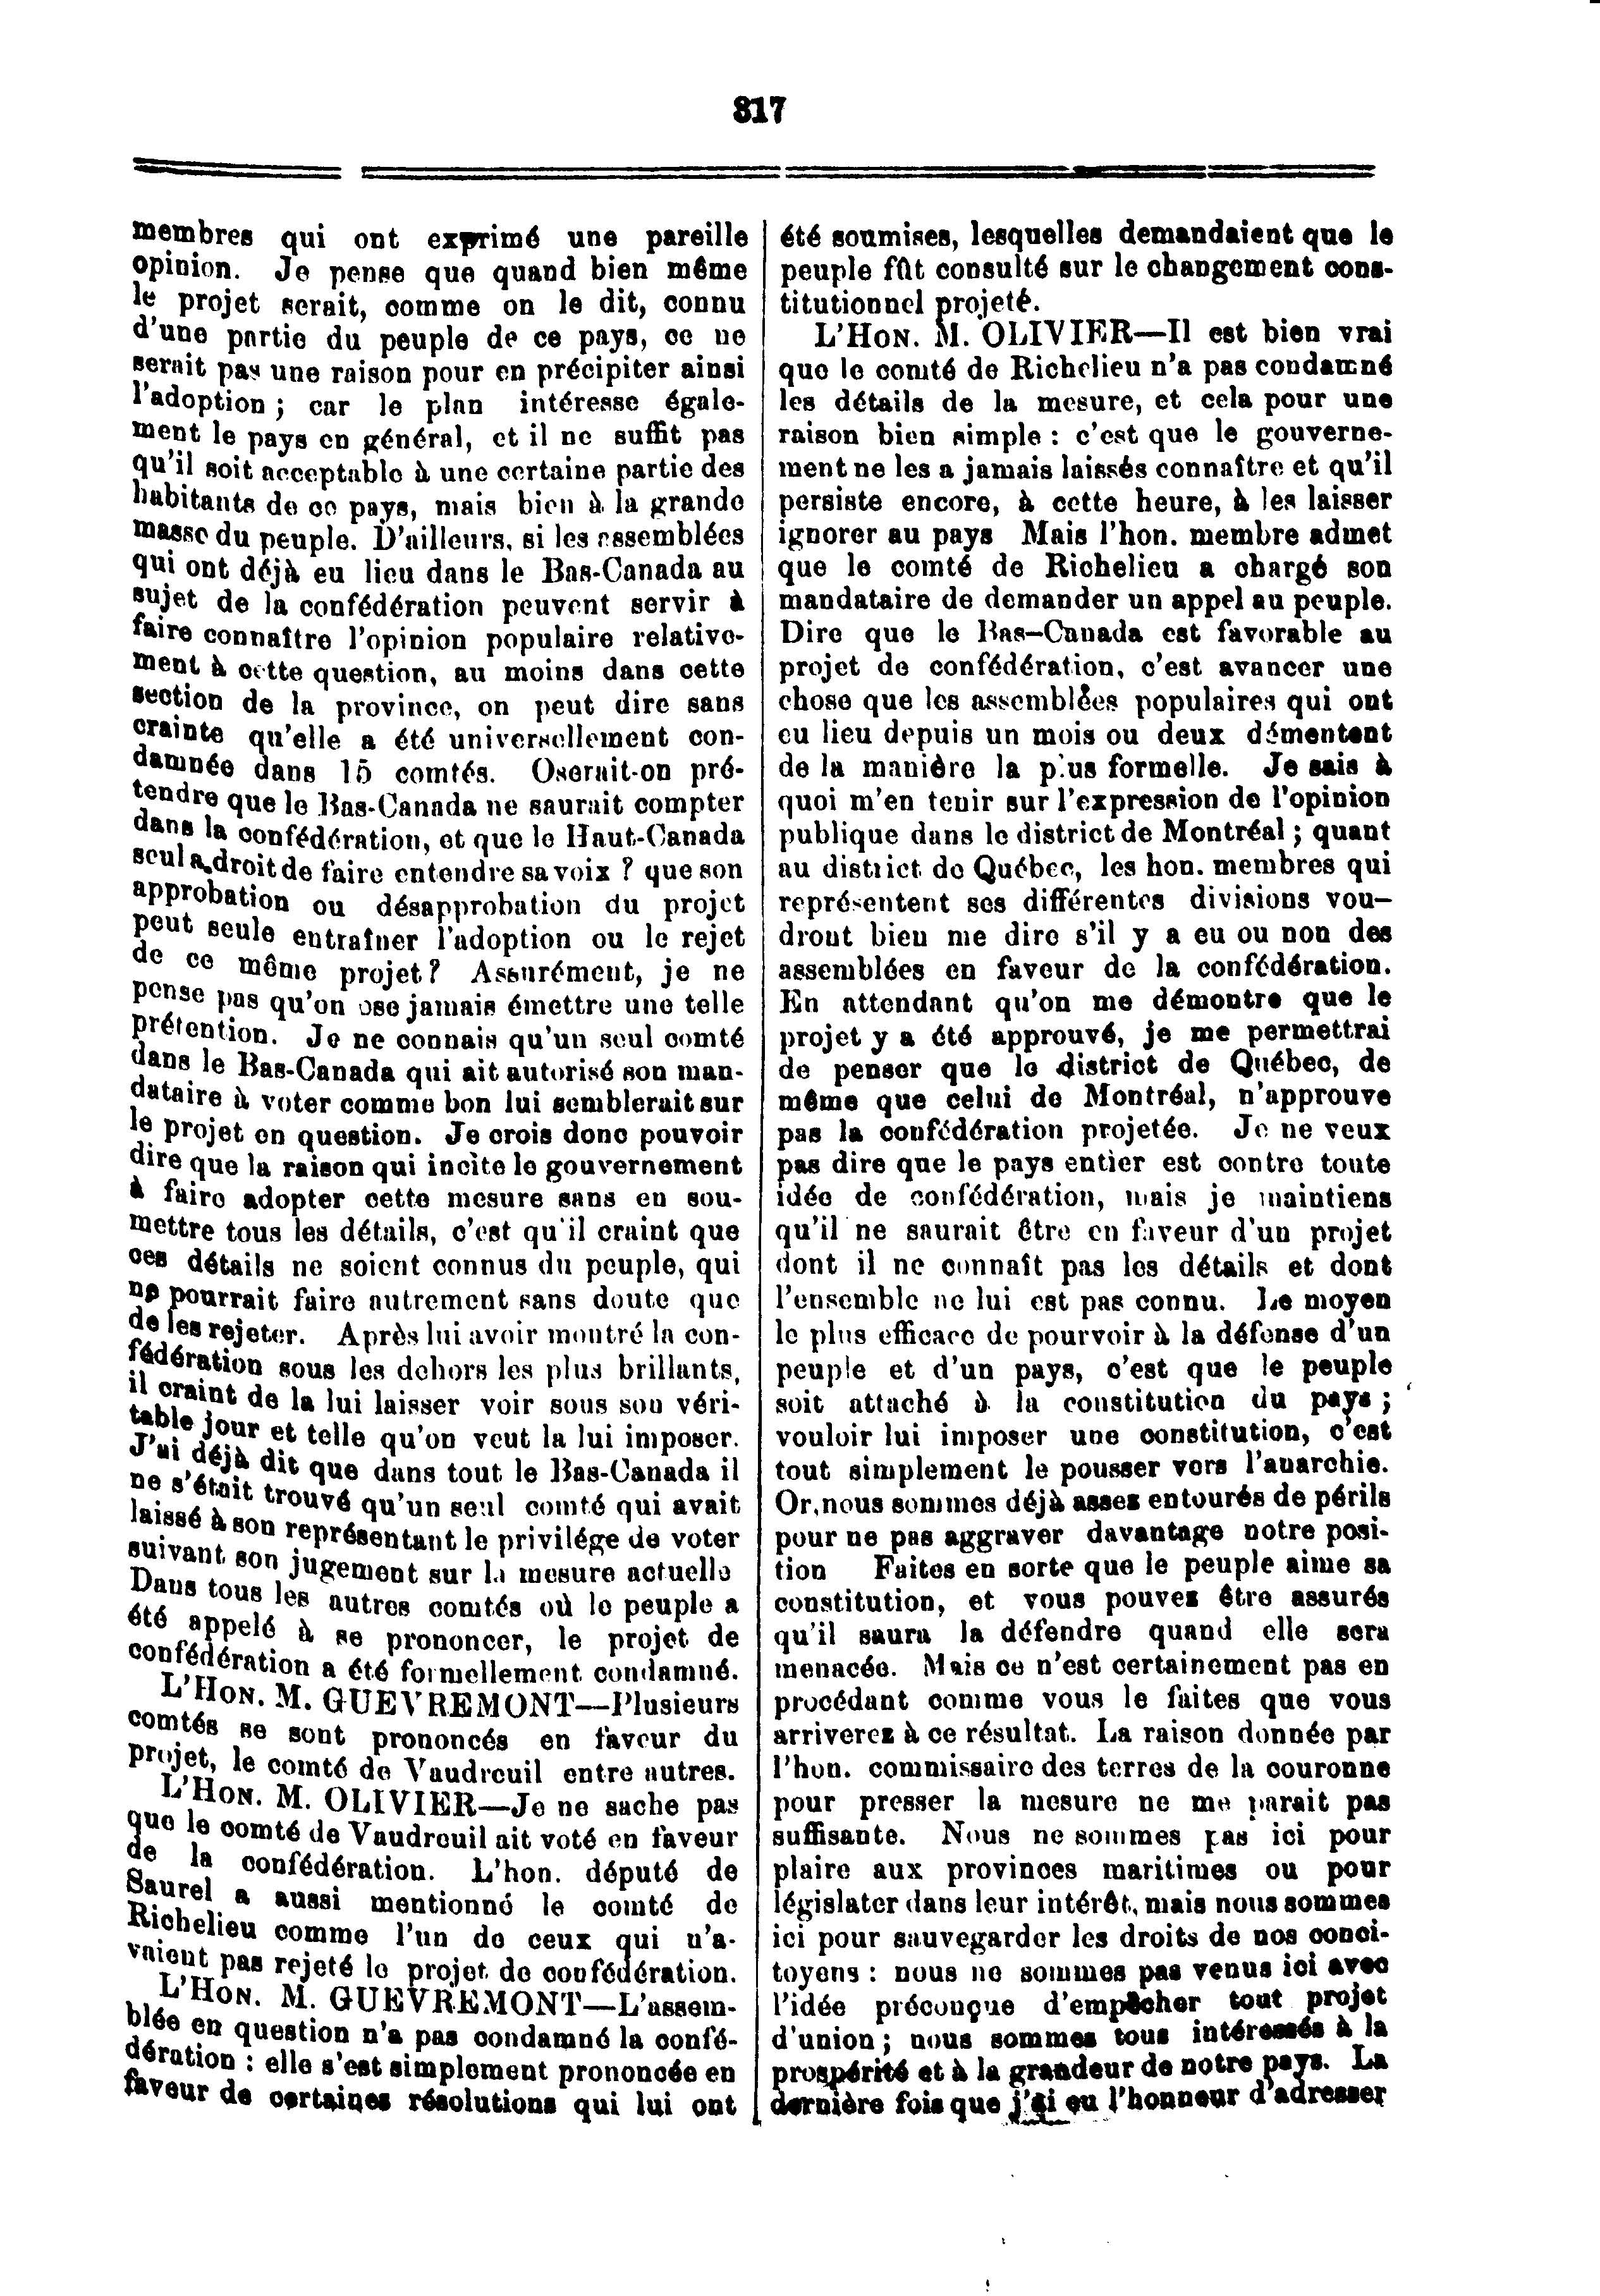 317
membres qui ont exprimé une pareille
opinion. Je pense que quand bien même
le projet serait, comme on le dit, connu
d'une partie du peuple de ce pays, ce ne
serait pas une raison pour en précipiter ainsi
l'adoption ; car le plan intéresse égale-
ment le pays en général, et il ne suffit pas
qu'il soit acceptable à une certaine partie des
habitants de ce pays, mais bien à la grande
masse du peuple. D'ailleurs, si les assemblées
qui ont déjà eu lieu dans le Bas-Canada au
sujet de la confédération peuvent servir à
faire connaître l'opinion populaire relative-
ment à cette question, au moins dans cette
section de la province, on peut dire sans
crainte qu'elle a été universellement con-
damnée dans 15 comtés. Oserait-on pré-
tendre que le Bas-Canada ne saurait compter
dans la confédération, et que le Haut-Canada
seul a droit de faire entendre sa voix ? que son
approbation ou désapprobation du projet
peut seule entraîner l'adoption ou le rejet
de ce même projet? Assurément, je ne
pense pas qu'on ose jamais émettre une telle
prétention. Je ne connais qu'un seul comté
dans le Bas-Canada qui ait autorisé son man-
dataire à voter comme bon lui semblerait sur
le projet en question. Je crois donc pouvoir
dire que la raison qui incite le gouvernement
à faire adopter cette mesure sans en sou-
mettre tous les détails, c'est qu'il craint que
ces détails ne soient connus du peuple, qui
ne pourrait faire autrement sans doute que
de les rejeter. Après lui avoir montré la con-
fédération sous les dehors les plus brillants,
il craint de la lui laisser voir sous son véri-
table jour et telle qu'on veut la lui imposer.
J'ai déjà dit que dans tout le Bas-Canada il
ne s'était trouvé qu'un seul comté qui avait
laissé à son représentant le privilége de voter
suivant son jugement sur la mesure actuelle
Dans tous les autres comtés où le peuple a
été appelé à se prononcer, le projet de
confédération a été formellement condamné.
L'HON. M. GUEVREMONT—Plusieurs
comtés se sont prononcés en faveur du
projet, le comté de Vaudreuil entre autres.
L'HON. M. OLIVIER—Je ne sache pas
que le comté de Vaudreuil ait voté en faveur
de la confédération. L'hon. député de
Saurel a aussi mentionné le comté de
Richelieu comme l'un de ceux qui n'a-
vaient pas rejeté le projet de confédération.
L'HON. M. GUEVREMONT—L'assem-
blée en question n'a pas condamné la confé-
dération : elle s'est simplement prononcée en
faveur de certaines résolutions qui lui ont
été soumises, lesquelles demandaient que le
peuple fût consulté sur le changement cons-
titutionnel projeté.
L'HON. M. OLIVIER—Il est bien vrai
que le comté de Richelieu n'a pas condamné
les détails de la mesure, et cela pour une
raison bien simple : c'est que le gouverne-
ment ne les a jamais laissés connaître et qu'il
persiste encore, à cette heure, à les laisser
ignorer au pays Mais l'hon. membre admet
que le comté de Richelieu a chargé son
mandataire de demander un appel au peuple.
Dire que le Bas-Canada est favorable au
projet de confédération, c'est avancer une
chose que les assemblées populaires qui ont
eu lieu depuis un mois ou deux démentent
de la manière la plus formelle. Je sais à
quoi m'en tenir sur l'expression de l'opinion
publique dans le district de Montréal ; quant
au district de Québec, les hon. membres qui
représentent ses différentes divisions vou-
dront bien me dire s'il y a eu ou non des
assemblées en faveur de la confédération.
En attendant qu'on me démontre que le
projet y a été approuvé, je me permettrai
de penser que le district de Québec, de
même que celui de Montréal, n'approuve
pas la confédération projetée. Je ne veux
pas dire que le pays entier est contre toute
idée de confédération, mais je maintiens
qu'il ne saurait être en faveur d'un projet
dont il ne connaît pas les détails et dont
l'ensemble ne lui est pas connu. Le moyen
le plus efficace de pourvoir à la défense d'un
peuple et d'un pays, c'est que le peuple
soit attaché à la constitution du pays ;
vouloir lui imposer une constitution, c'est
tout simplement le pousser vers l'anarchie.
Or, nous sommes déjà assez entourés de périls
pour ne pas aggraver davantage notre posi-
tion Faites en sorte que le peuple aime sa
constitution, et vous pouvez être assurés
qu'il saura la défendre quand elle sera
menacée. Mais ce n'est certainement pas en
procédant comme vous le faites que vous
arriverez à ce résultat. La raison donnée par
l'hon. commissaire des terres de la couronne
pour presser la mesure ne me parait pas
suffisante. Nous ne sommes pas ici pour
plaire aux provinces maritimes ou pour
législater dans leur intérêt, mais nous sommes
ici pour sauvegarder les droits de nos conci-
toyens : nous ne sommes pas venus ici avec
l'idée préconçue d'empêcher tout projet
d'union ; nous sommes tous intéressés à la
prospérité et à la grandeur de notre pays. La
dernière fois que j'ai eu l'honneur d'adresser